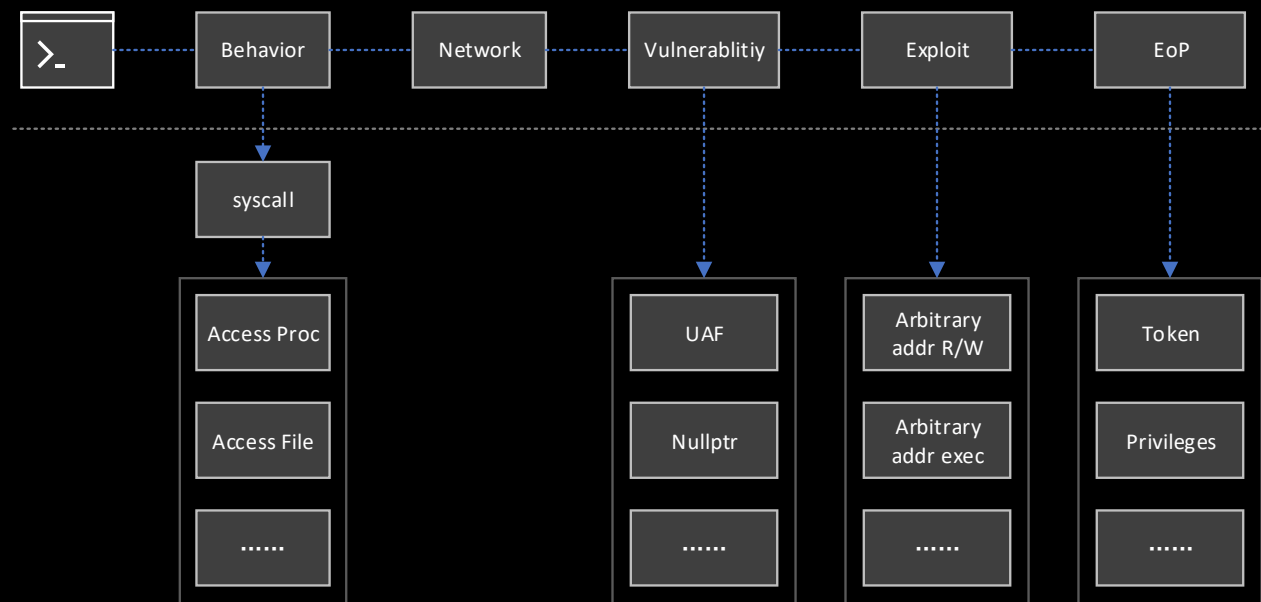 >_
Behavior
Network
Vulnerablitiy
Exploit
EoP
syscall
Access Proc
UAF
Arbitrary
addr R/W
Token
Access File
Nullptr
Arbitrary
addr exec
Privileges
......
......
......
......